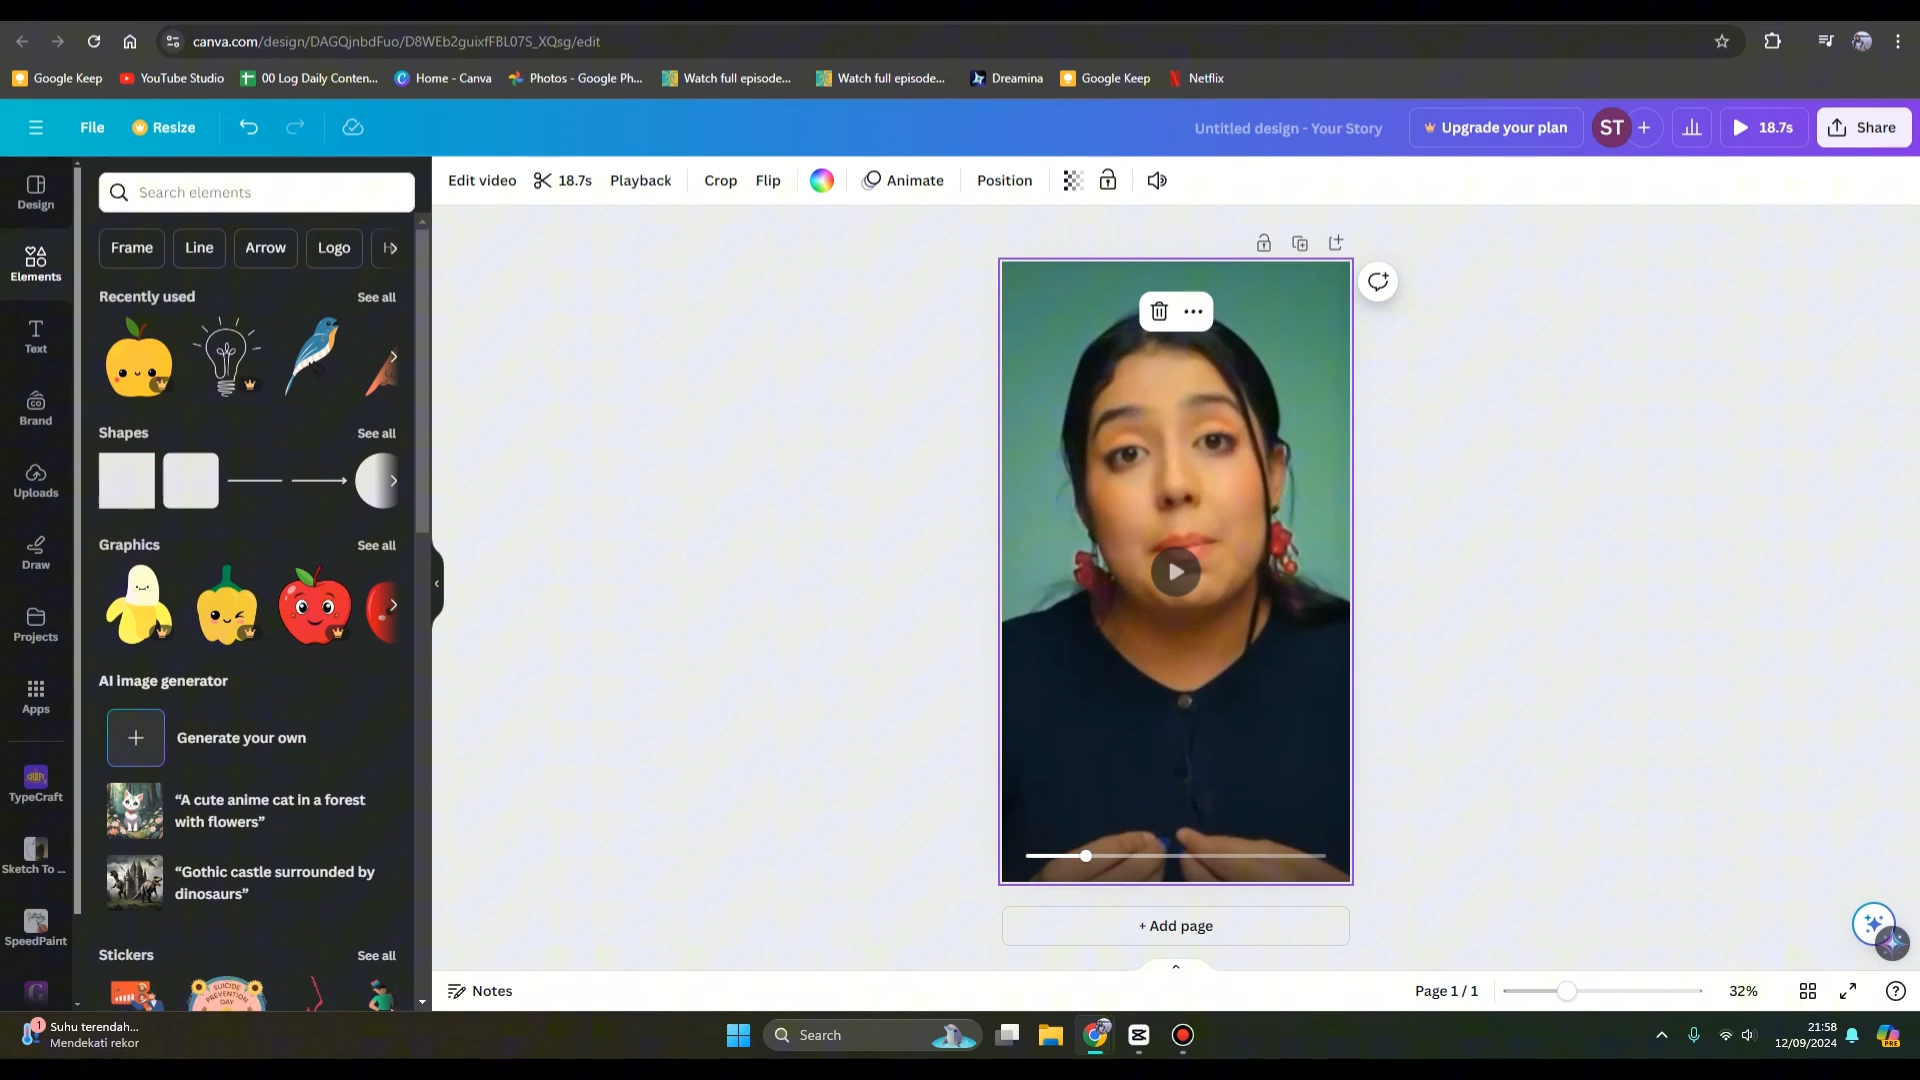 canva.com/design/DAGQjnbdFuo/D8WEb2guixfFBL07S_XQsg/edit
Google Keep
YouTube Studio
00 Log Daily Conten...
Home - Canva
Photos - Google Ph...
Watch full episode...
Watch full episode...
Dreamina
Google Keep
Netflix
File
Resize
Untitled design - Your Story
Upgrade your plan
ST
18.7s
Share
Edit video
18.7s
Playback
Crop
Flip
Animate
Position
Design
Elements
Text
Brand
Uploads
Draw
Projects
Apps
TypeCraft
Sketch To ...
SpeedPaint
Search elements
Frame
Line
Arrow
Logo
Recently used
See all
Shapes
See all
Graphics
See all
AI image generator
Generate your own
“A cute anime cat in a forest
with flowers”
“Gothic castle surrounded by
dinosaurs”
Stickers
See all
SUICIDE
PREVENTION
DAY
+ Add page
Notes
Page 1 / 1
32%
1
Suhu terendah...
Mendekati rekor
Search
21:58
12/09/2024
PRE